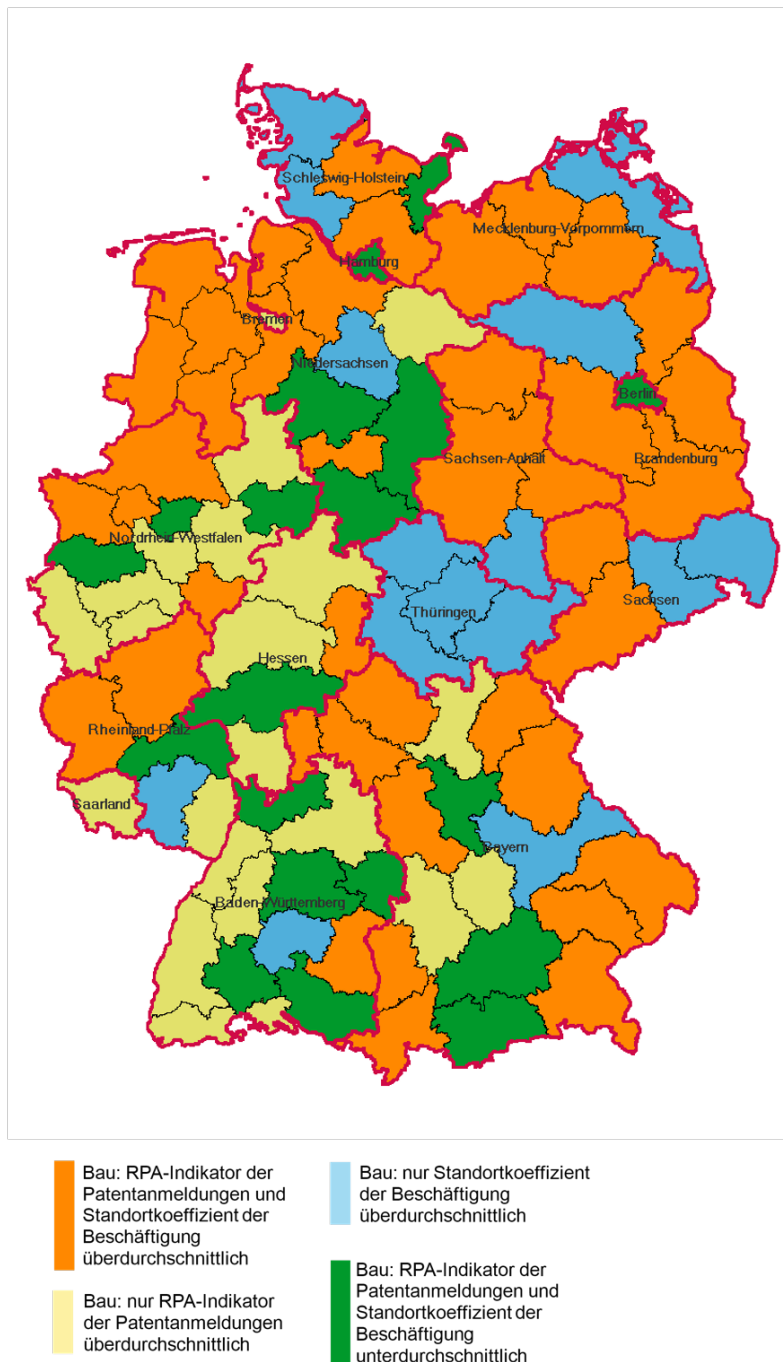 Schleswig-Holstein
Mecklenburg-Vorpommern
Hamburg
Bremen
Niedersachsen
Berlin
Sachsen-Anhalt
Brandenburg
Nordrhein-Westfalen
Thüringen
Sachsen
Hessen
Rheinland-Pfalz
Saarland
Bayern
Baden-Württemberg
Bau: RPA-Indikator der
Patentanmeldungen und
Standortkoeffizient der
Beschäftigung
überdurchschnittlich
Bau: nur Standortkoeffizient
der Beschäftigung
überdurchschnittlich
Bau: nur RPA-Indikator
der Patentanmeldungen
überdurchschnittlich
Bau: RPA-Indikator der
Patentanmeldungen und
Standortkoeffizient der
Beschäftigung
unterdurchschnittlich